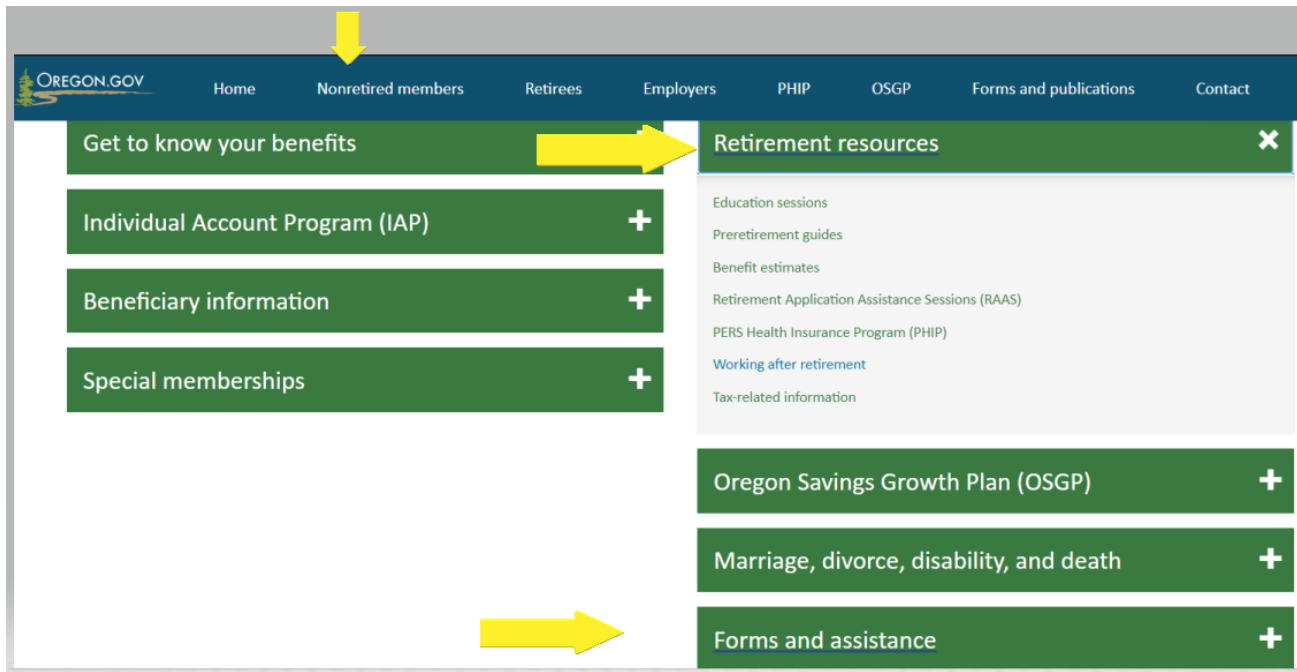 OREGON.GOV Home Nonretired members Retirees Employers PHIP OSGP Forms and publications Contact
Get to know your benefits
Individual Account Program (IAP)
Beneficiary information
Special memberships
Retirement resources
Education sessions
Preretirement guides
Benefit estimates
Retirement Application Assistance Sessions (RAAS)
PERS Health Insurance Program (PHIP)
Working after retirement
Tax-related information
Oregon Savings Growth Plan (OSGP)
Marriage, divorce, disability, and death
Forms and assistance